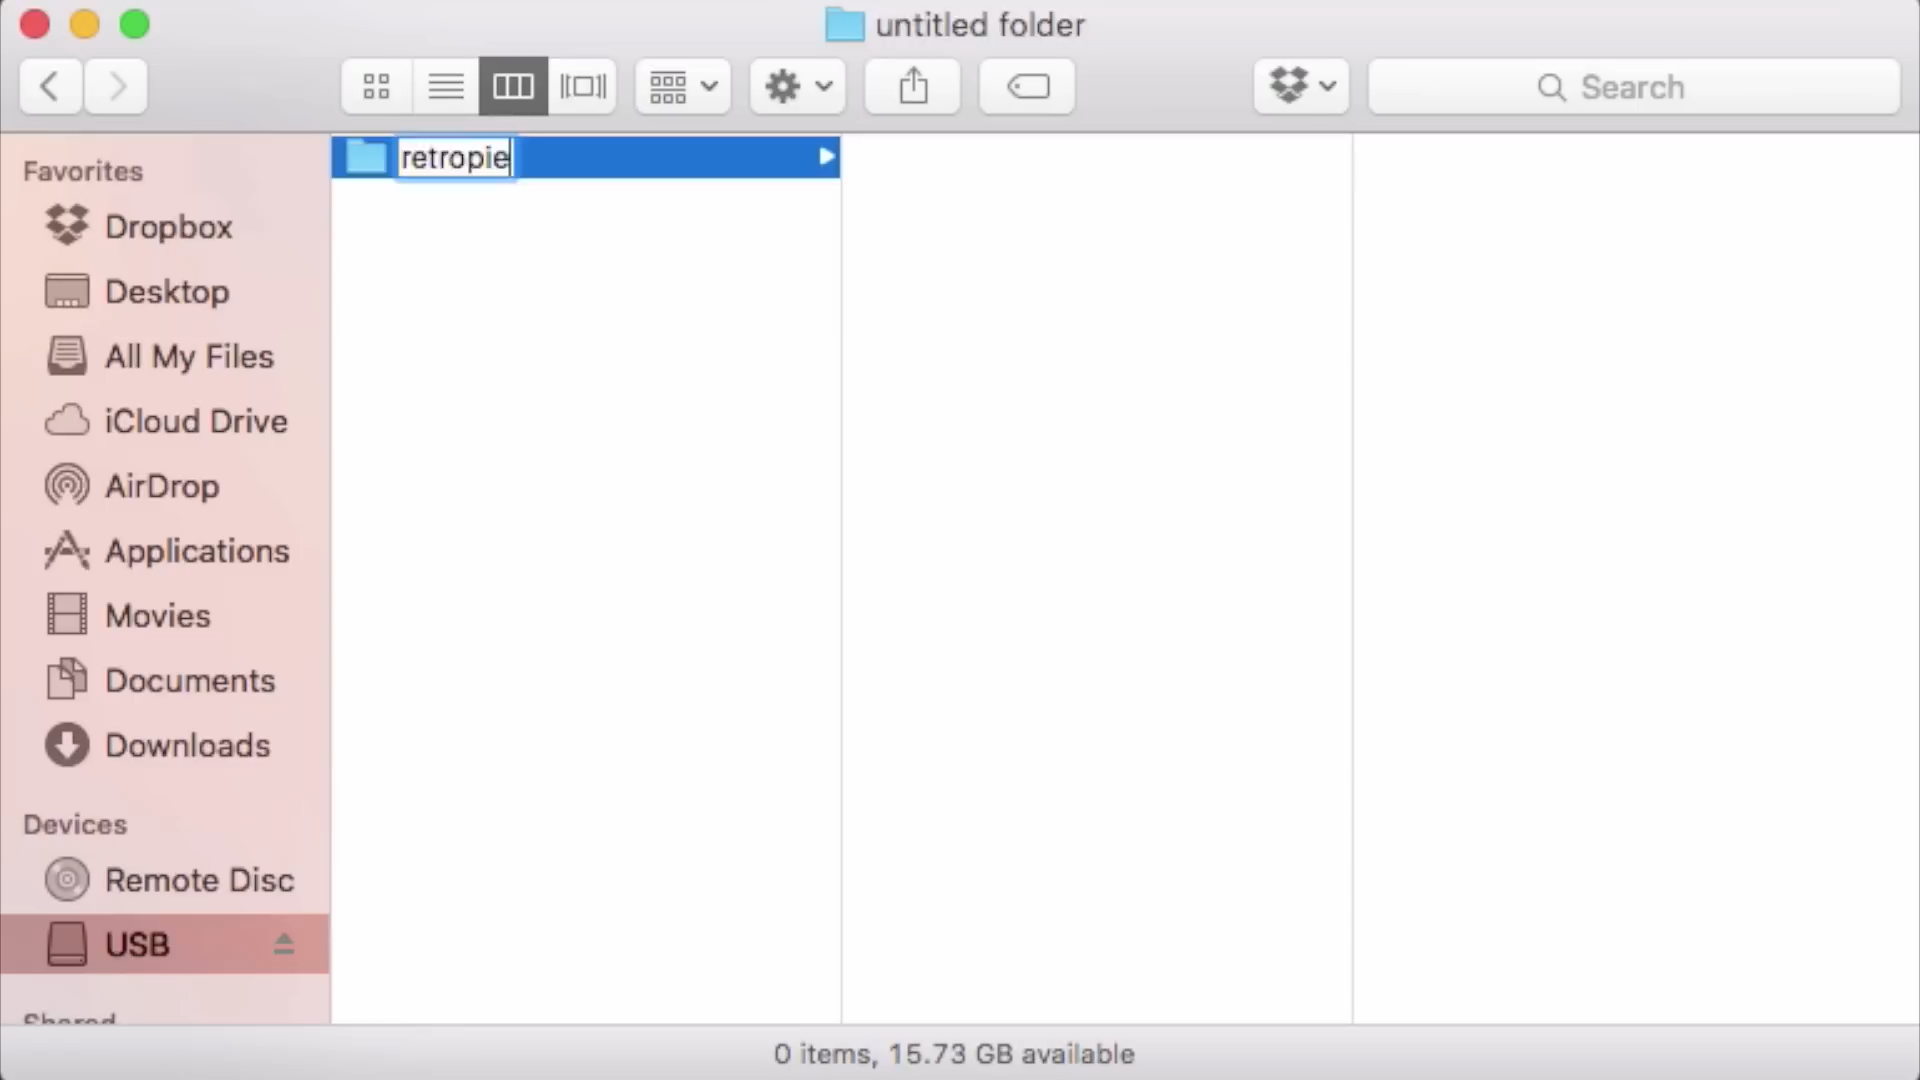 untitled folder
Search
Favorites
retropie
Dropbox
Desktop
All My Files
iCloud Drive
AirDrop
Applications
Movies
Documents
Downloads
Devices
Remote Disc
USB
Shared
0 items, 15.73 GB available